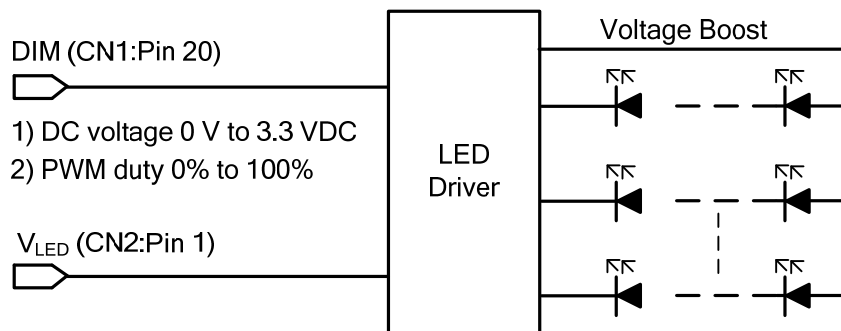 DIM (CN1:Pin 20)
1) DC voltage 0 V to 3.3 VDC
2) PWM duty 0% to 100%
VLED (CN2:Pin 1)
LED
Driver
Voltage Boost